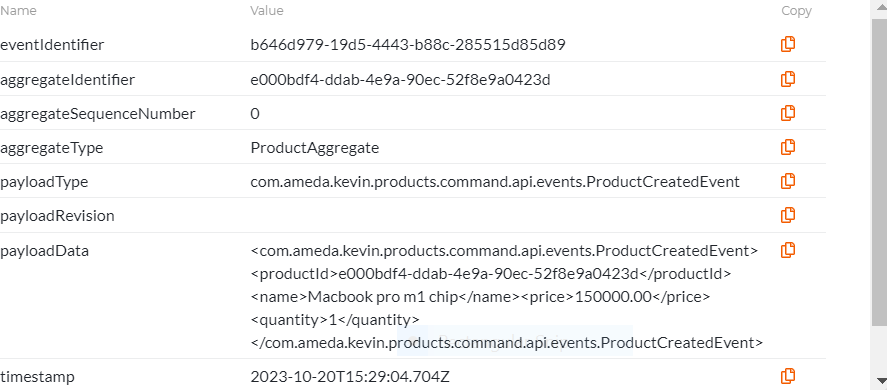 Name Value Copy
eventIdentifier b646d979-19d5-4443-b88c-285515d85d89
aggregateIdentifier e000bdf4-ddab-4e9a-90ec-52f8e9a0423d
aggregateSequenceNumber 0
aggregateType ProductAggregate
payloadType com.ameda.kevin.products.command.api.events.ProductCreatedEvent
payloadRevision
payloadData <com.ameda.kevin.products.command.api.events.ProductCreatedEvent>
<productId>e000bdf4-ddab-4e9a-90ec-52f8e9a0423d</productId>
<name>Macbook pro m1 chip</name><price>150000.00</price>
<quantity>1</quantity>
</com.ameda.kevin.products.command.api.events.ProductCreatedEvent>
timestamp 2023-10-20T15:29:04.704Z